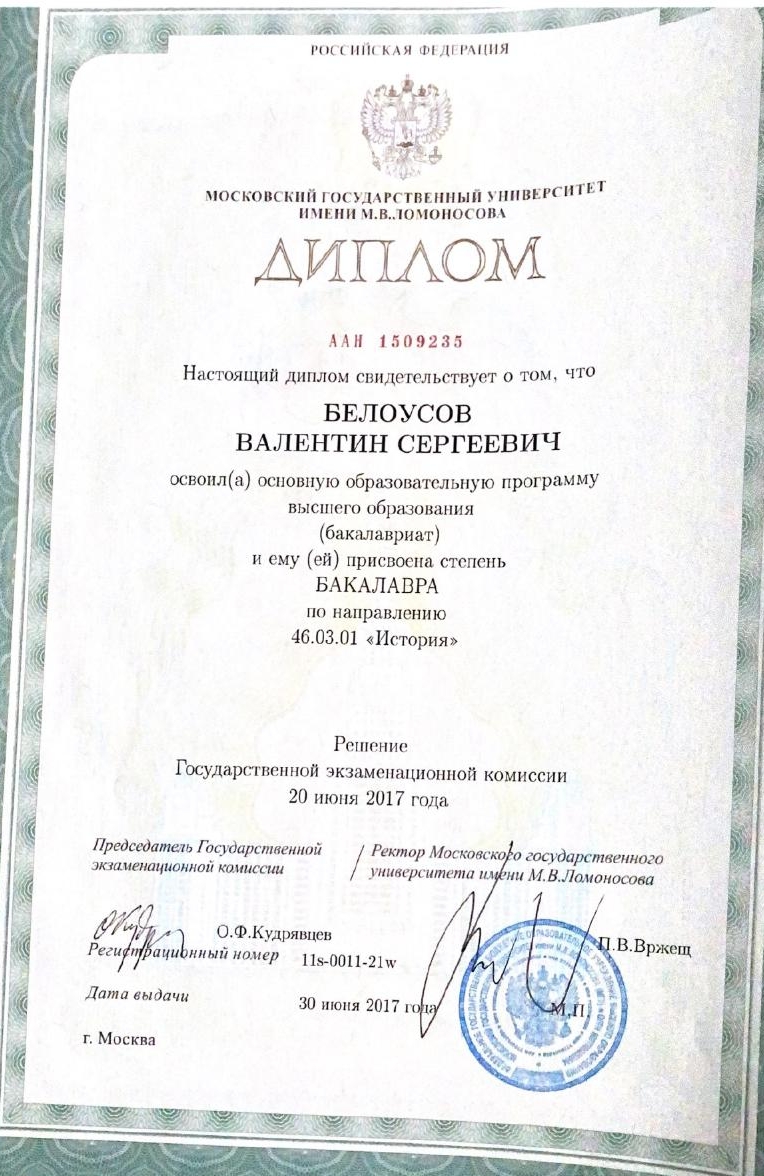 РОССИЙСКАЯ ФЕДЕРАЦИЯ
МОСКОВСКИЙ ГОСУДАРСТВЕННЫЙ УНИВЕРСИТЕТ
ИМЕНИ М.В.ЛОМОНОСОВА
ДИПЛОМ
ААН 1509235
Настоящий диплом свидетельствует о том, что
БЕЛОУСОВ
ВАЛЕНТИН СЕРГЕЕВИЧ
освоил(а) основную образовательную программу
высшего образования
(бакалавриат)
и ему (ей) присвоена степень
БАКАЛАВРА
по направлению
46.03.01 «История»
Решение
Государственной экзаменационной комиссии
20 июня 2017 года
Председатель Государственной
экзаменационной комиссии
Ректор Московского государственного
университета имени М.В.Ломоносова
О.Ф.Кудрявцев
П.В.Вржещ
Регистрационный номер 11s-0011-21w
Дата выдачи 30 июня 2017 года
М.П.
г. Москва